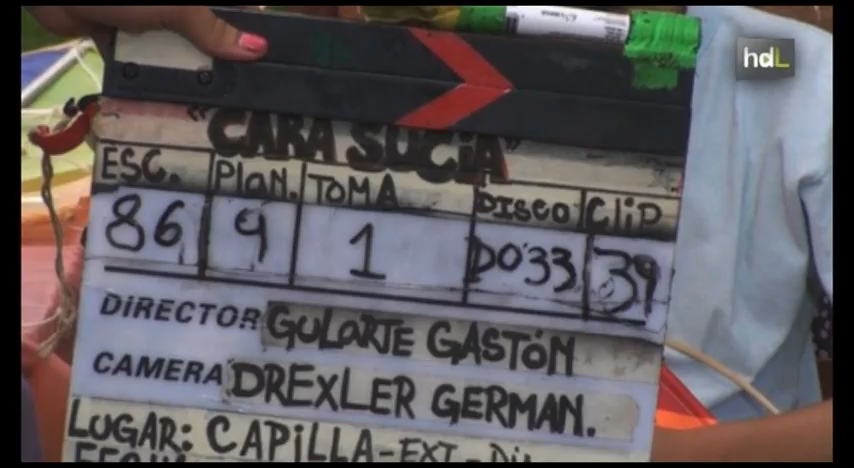 hdL
"CARA SUCIA"
ESC. PLAN. TOMA DISCO CLIP
86 9 1 D033 39
DIRECTOR GULARTE GASTÓN
CAMERA DREXLER GERMAN.
LUGAR: CAPILLA-EXT-